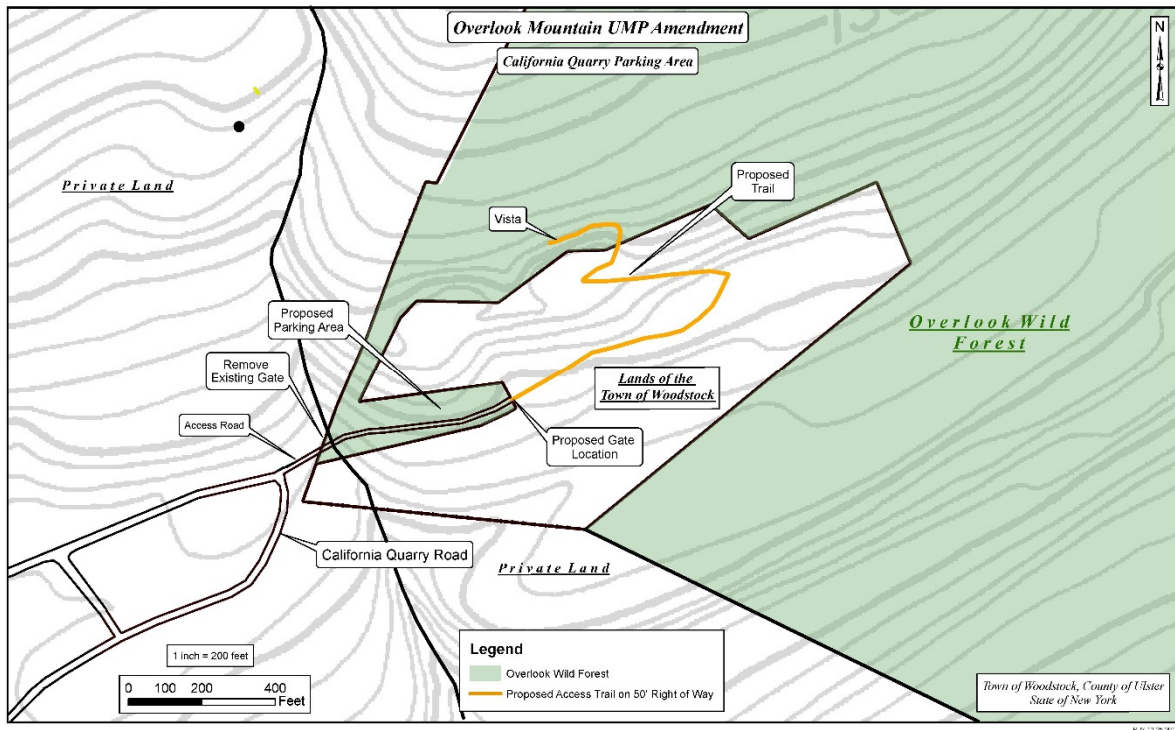 Overlook Mountain UMP Amendment
California Quarry Parking Area
N
Private Land
Proposed
Trail
Vista
Proposed
Parking Area
Overlook Wild
Forest
Remove
Existing Gate
Lands of the
Town of Woodstock
Access Road
Proposed Gate
Location
California Quarry Road
Private Land
Legend
Overlook Wild Forest
Proposed Access Trail on 50' Right of Way
1 inch = 200 feet
0 100 200 400
Feet
Town of Woodstock, County of Ulster
State of New York